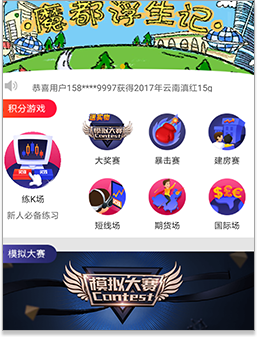 魔都浮生记
恭喜用户158****9997获得2017年云南滇红15g
积分游戏
送实物
模拟大赛
Contest
大奖赛
暴击赛
建房赛
练K场
新人必备练习
短线场
期货场
国际场
模拟大赛
模拟大赛
Contest